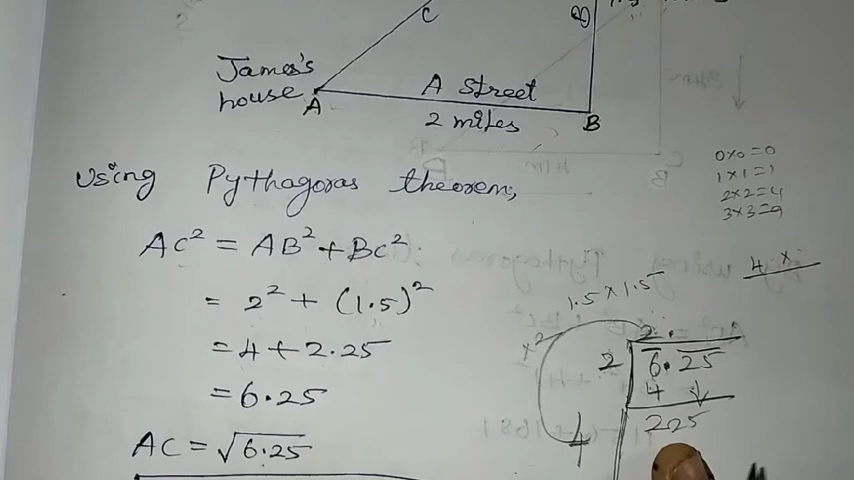 C
James's
house
A
A street
2 miles
B
0×0=0
1×1=1
2×2=4
3×3=9
Using Pythagoras theorem,
AC² = AB² + BC²
= 2² + (1.5)²
= 4 + 2.25
= 6.25
AC = √6.25
4 ×
1.5×1.5
×2
2.
2
6.25
4
225
4